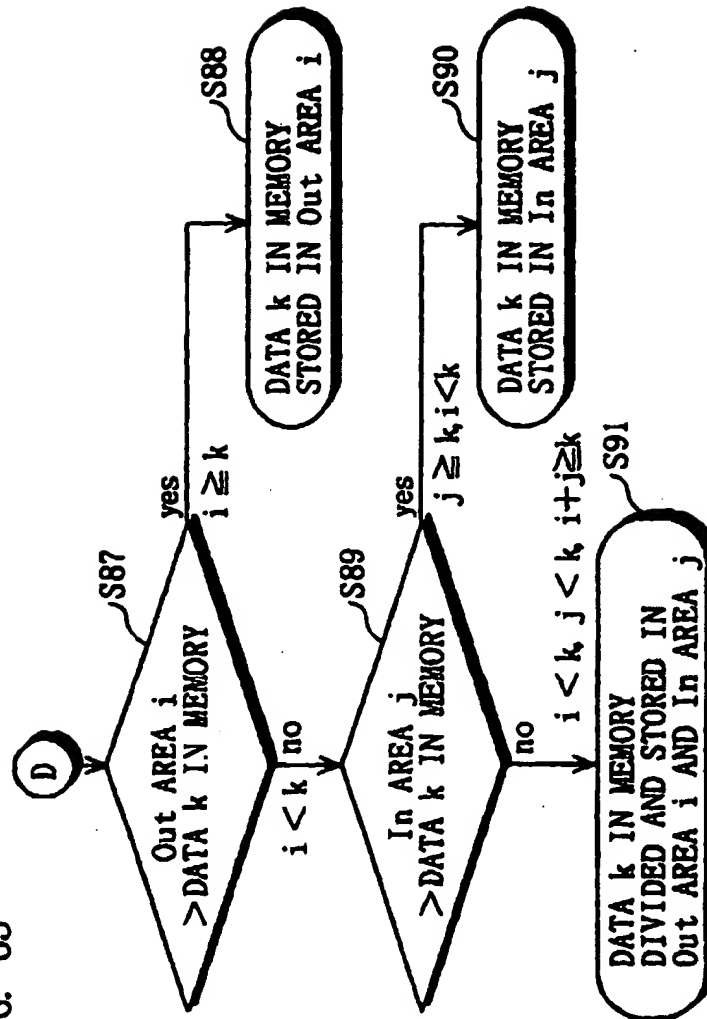 D
S87
Out AREA i
>DATA k IN MEMORY
yes
i ≧ k
S88
DATA k IN MEMORY
STORED IN Out AREA i
no
i < k
S89
In AREA j
>DATA k IN MEMORY
yes
j ≧ k, i < k
S90
DATA k IN MEMORY
STORED IN In AREA j
no
i < k, j < k, i+j≧k
S91
DATA k IN MEMORY
DIVIDED AND STORED IN
Out AREA i AND In AREA j